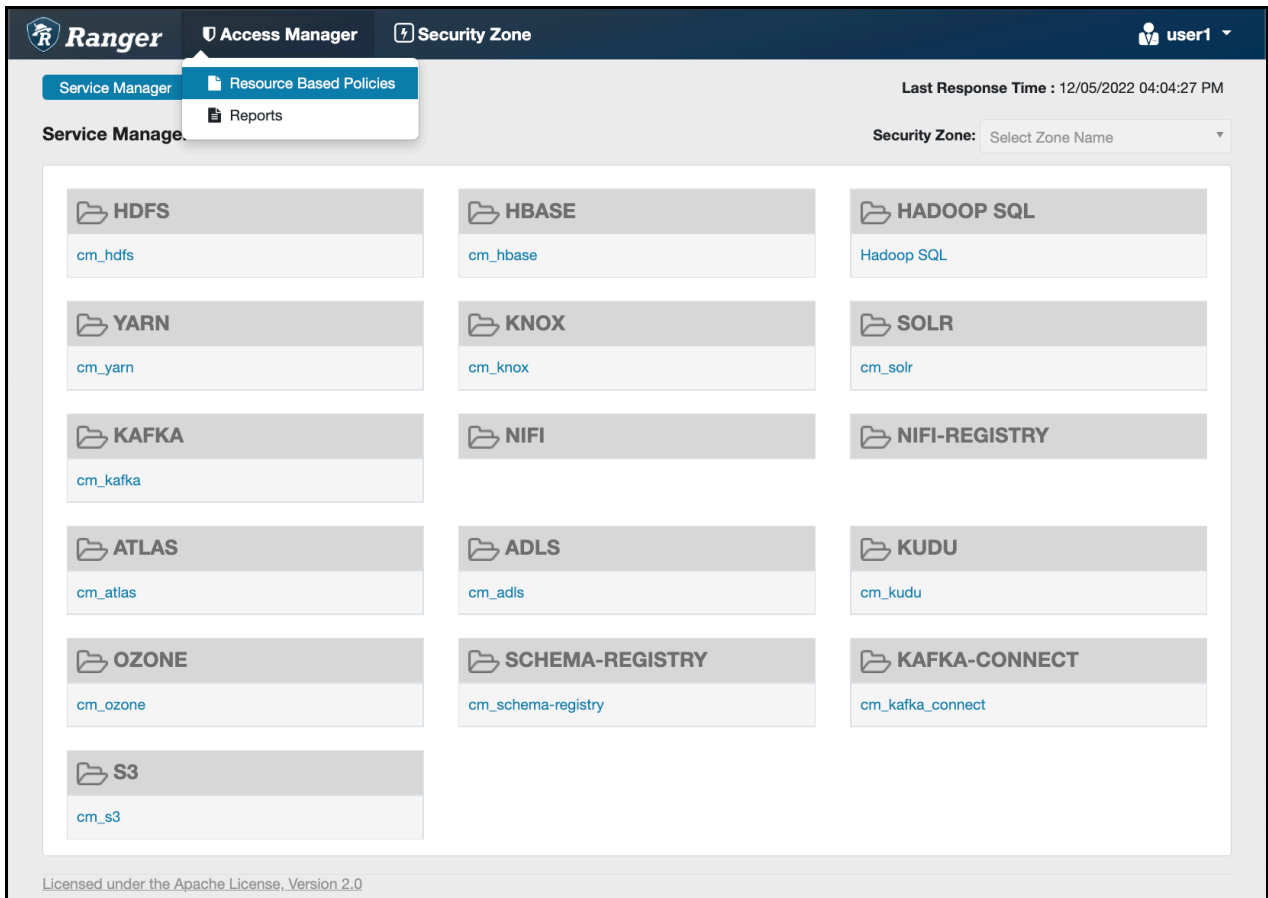 Ranger Access Manager Security Zone user1
Service Manager Resource Based Policies Last Response Time : 12/05/2022 04:04:27 PM
Reports
Service Manage Security Zone: Select Zone Name
HDFS HBASE HADOOP SQL
cm_hdfs cm_hbase Hadoop SQL
YARN KNOX SOLR
cm_yarn cm_knox cm_solr
KAFKA NIFI NIFI-REGISTRY
cm_kafka
ATLAS ADLS KUDU
cm_atlas cm_adls cm_kudu
OZONE SCHEMA-REGISTRY KAFKA-CONNECT
cm_ozone cm_schema-registry cm_kafka_connect
S3
cm_s3
Licensed under the Apache License, Version 2.0